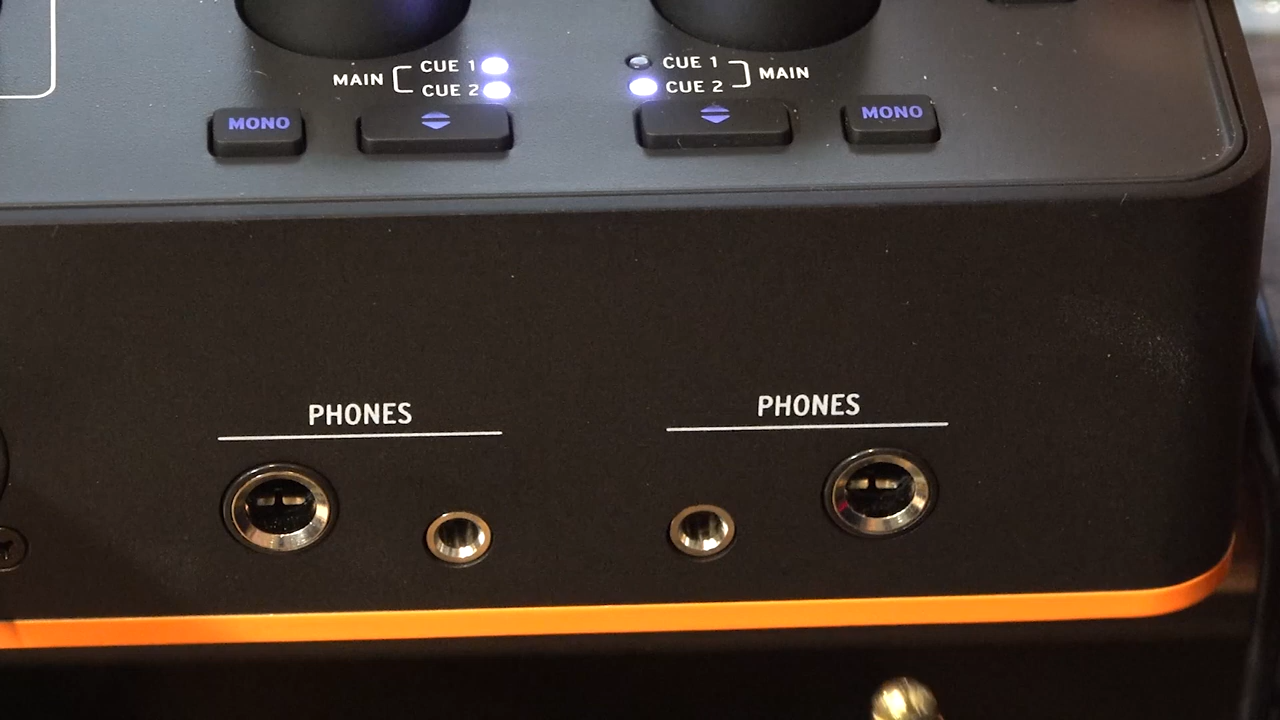 MAIN CUE 1
CUE 2
CUE 1 MAIN
CUE 2
MONO
MONO
PHONES
PHONES